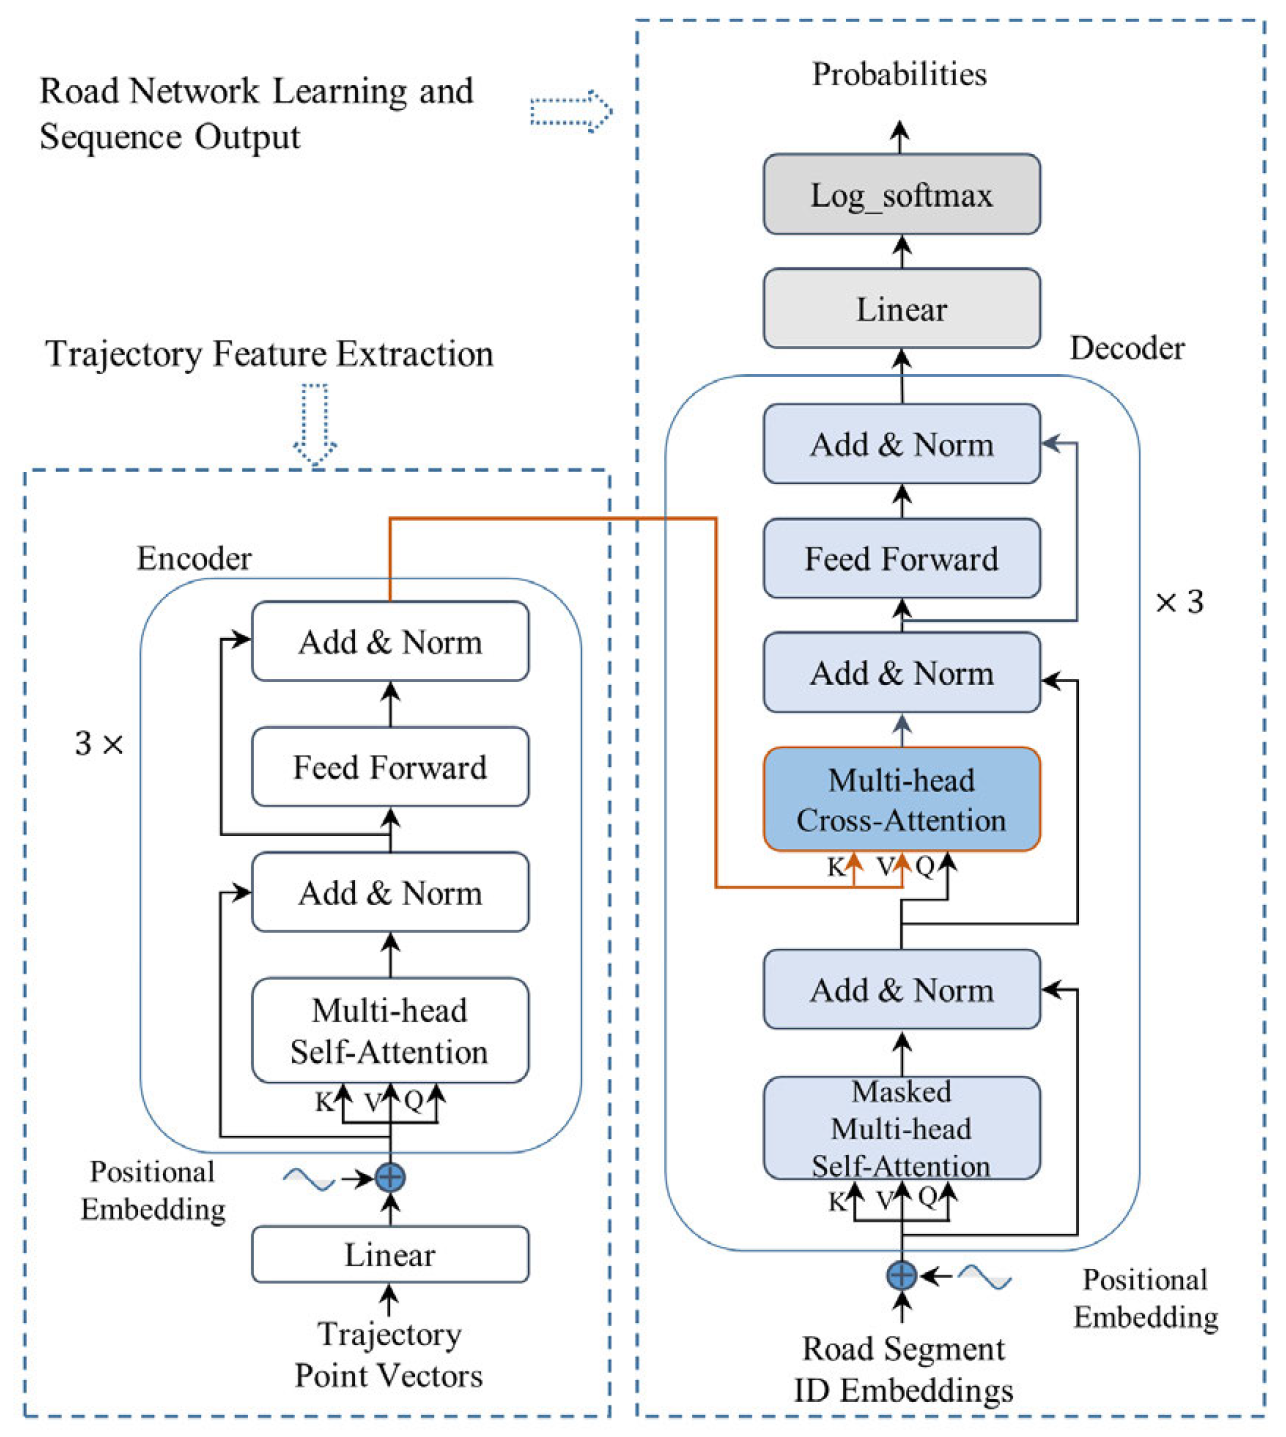 Road Network Learning and
Sequence Output
Trajectory Feature Extraction
Encoder
Add & Norm
Feed Forward
3 ×
Add & Norm
Multi-head
Self-Attention
K V Q
Positional
Embedding
Linear
Trajectory
Point Vectors
Probabilities
Log_softmax
Linear
Decoder
Add & Norm
Feed Forward
× 3
Add & Norm
Multi-head
Cross-Attention
K V Q
Add & Norm
Masked
Multi-head
Self-Attention
K V Q
Positional
Embedding
Road Segment
ID Embeddings